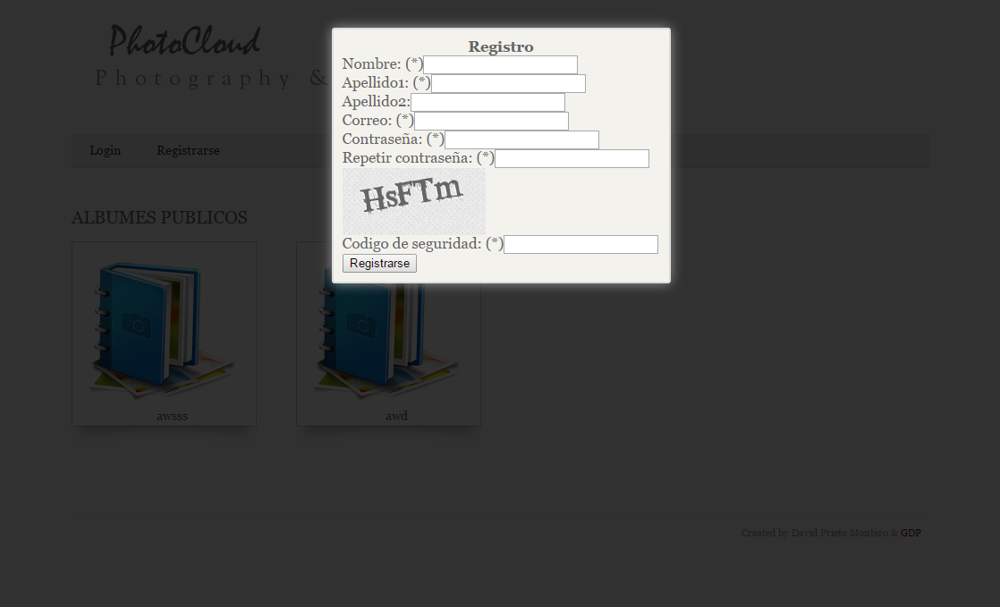 PhotoCloud
Photography &
Login Registrarse
ALBUMES PUBLICOS
awsss
awd
Registro
Nombre: (*)
Apellido1: (*)
Apellido2:
Correo: (*)
Contraseña: (*)
Repetir contraseña: (*)
HsFTm
Codigo de seguridad: (*)
Registrarse
Created by David Prieto Montero & GDP